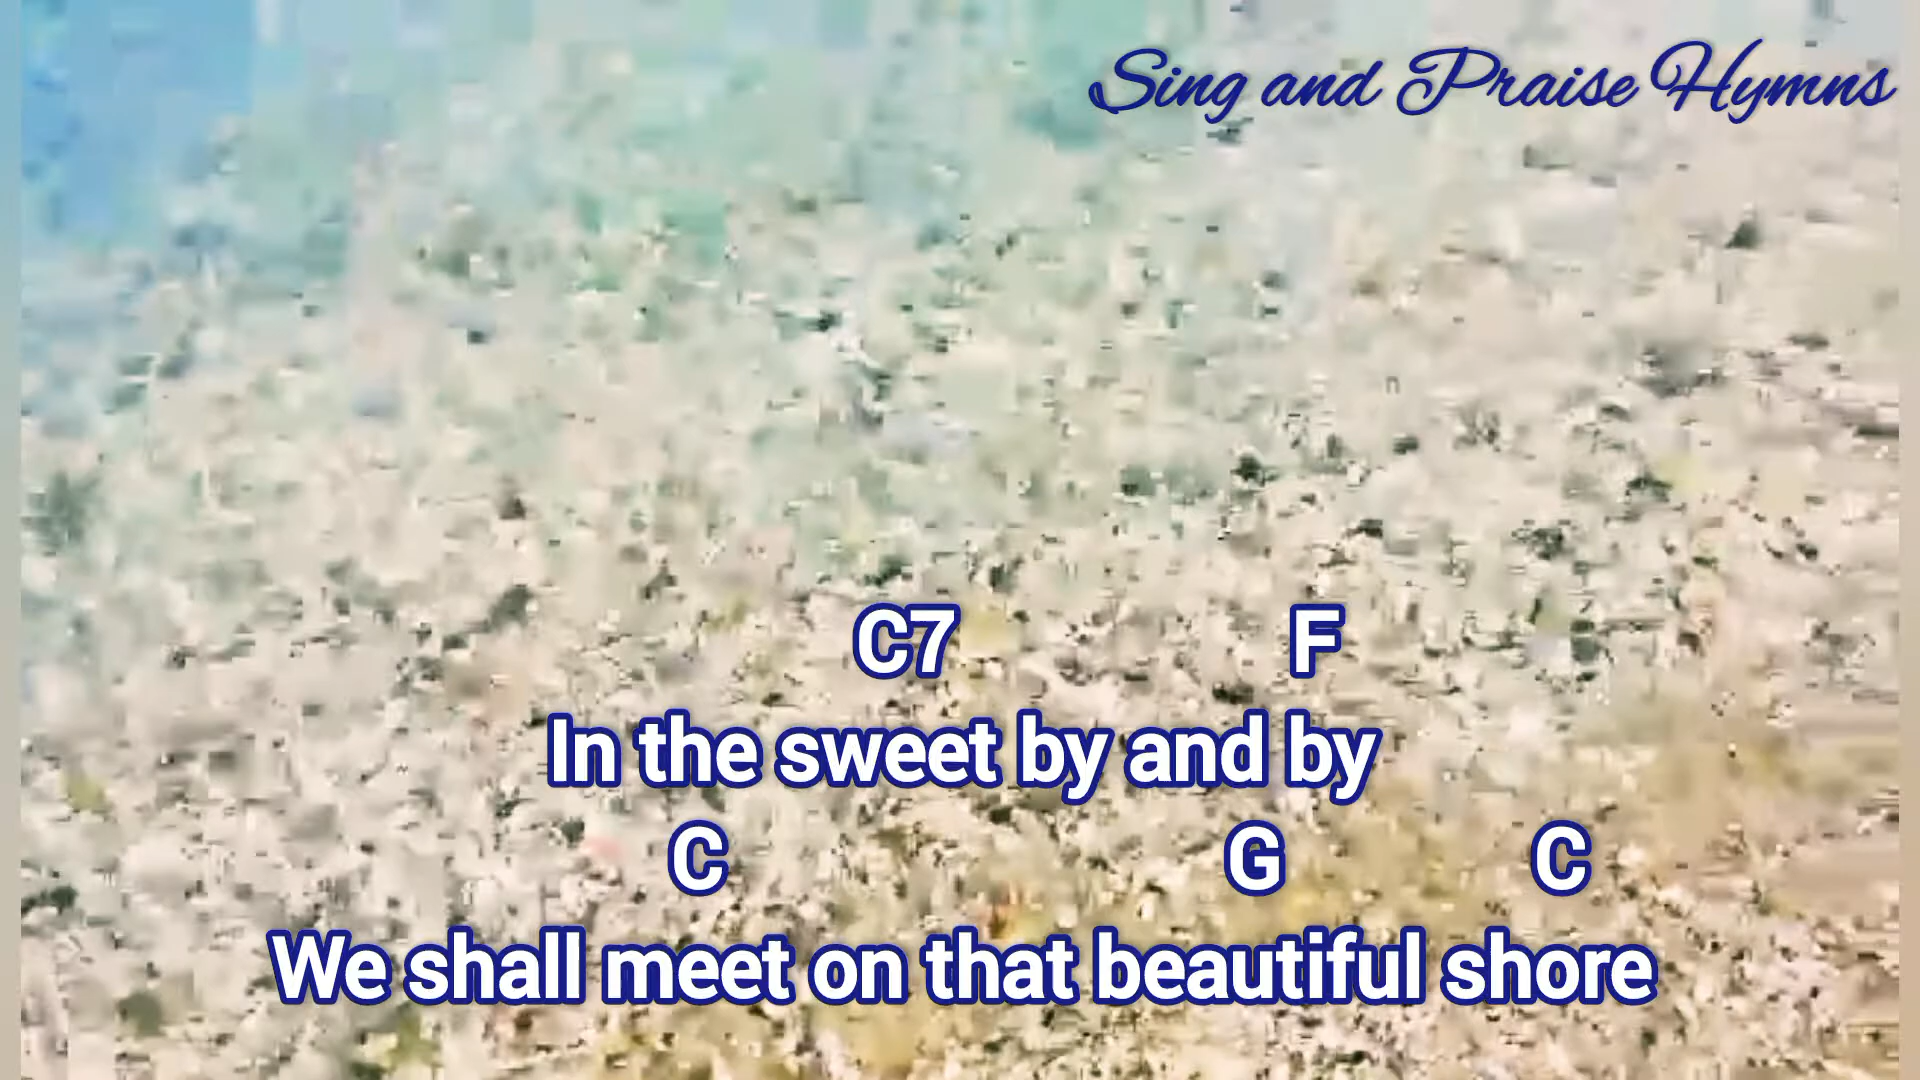 Sing and Praise Hymns
C7 F
In the sweet by and by
C G C
We shall meet on that beautiful shore